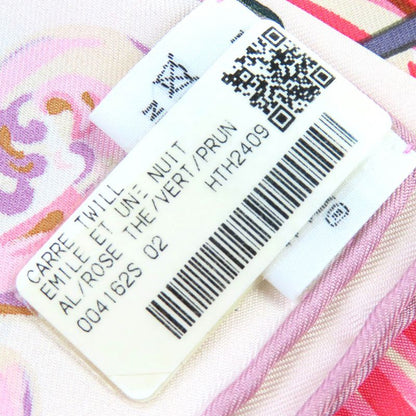 CARRE TWILL
EMILE ET UNE NUIT
AL/ROSE THE/VERT/PRUN
004162S 02
HTH2409